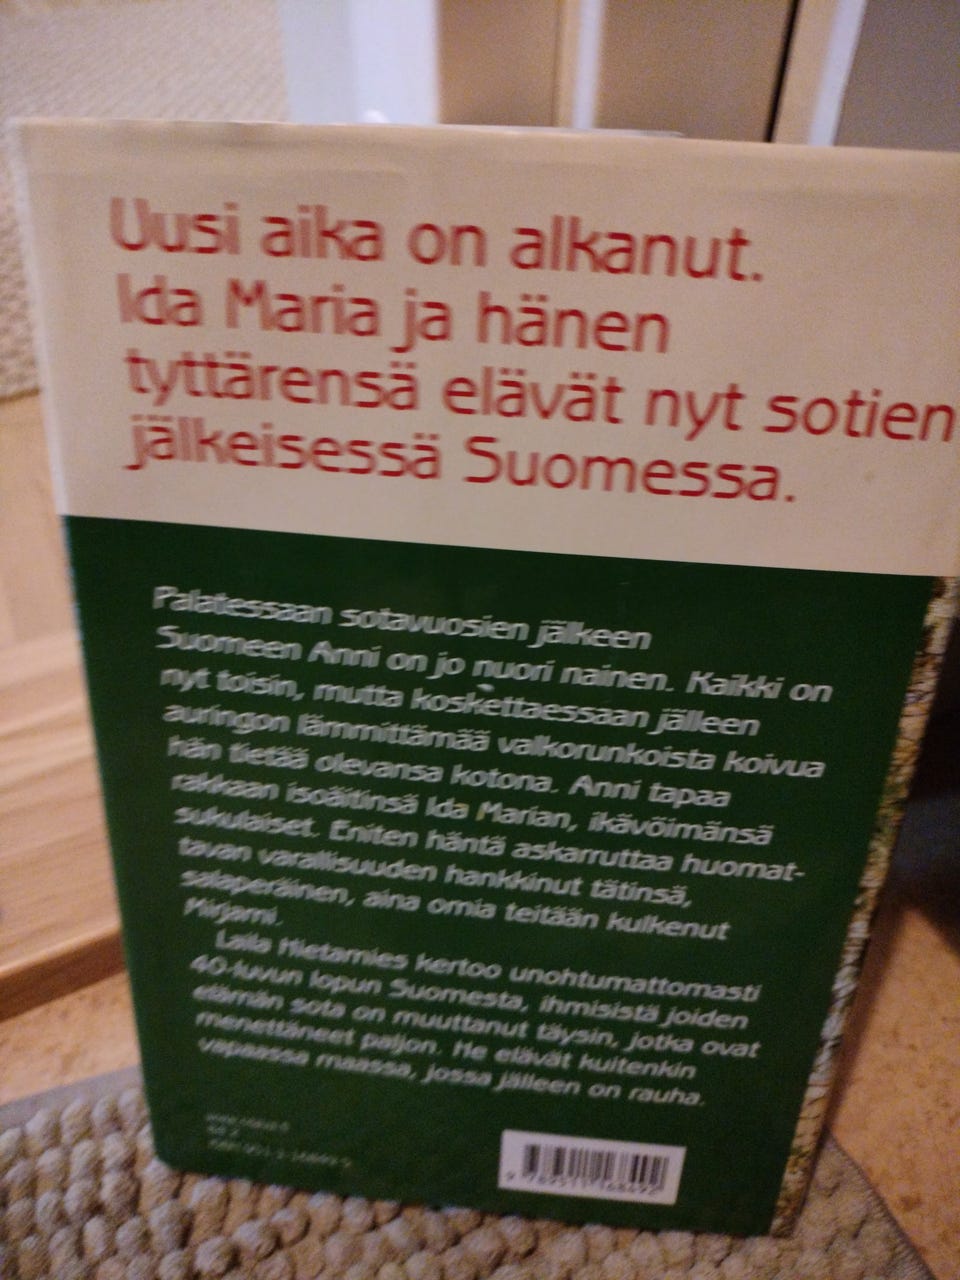 Uusi aika on alkanut.
Ida Maria ja hänen
tyttärensä elävät nyt sotien
jälkeisessä Suomessa.
Palatessaan sotavuosien jälkeen
Suomeen Anni on jo nuori nainen. Kaikki on
nyt toisin, mutta koskettaessaan jälleen
auringon lämmittämää valkorunkoista koivua
hän tietää olevansa kotona. Anni tapaa
rakkaan isoäitinsä Ida Marian, ikävöimänsä
sukulaiset. Eniten häntä askarruttaa huomat-
tavan varallisuuden hankkinut tätinsä,
salaperäinen, aina omia teitään kulkenut
Mirjami.
Laila Hietamies kertoo unohtumattomasti
40-luvun lopun Suomesta, ihmisistä joiden
elämän sota on muuttanut täysin, jotka ovat
menettäneet paljon. He elävät kuitenkin
vapaassa maassa, jossa jälleen on rauha.